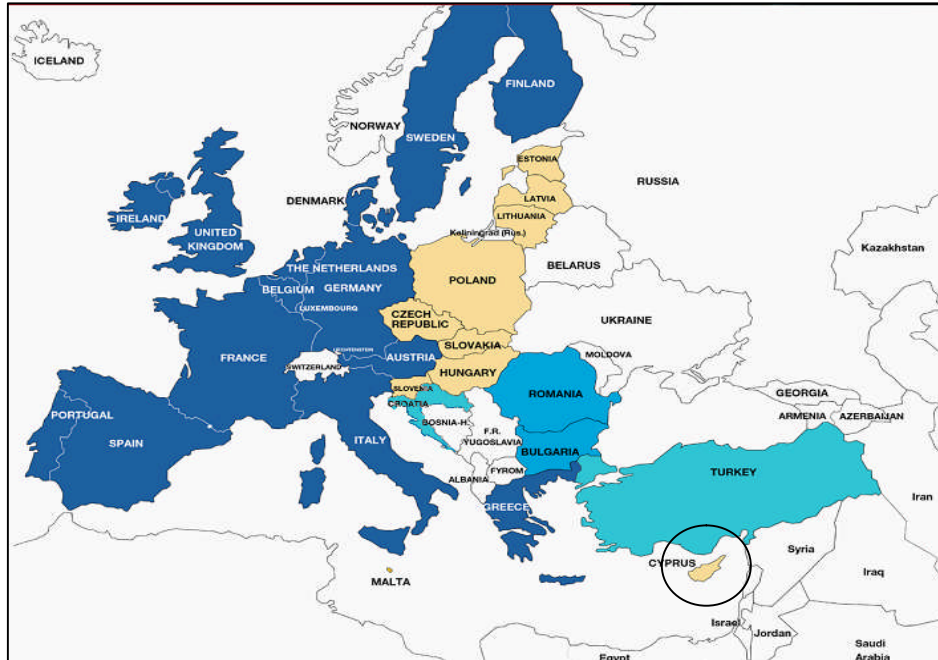 ICELAND
FINLAND
NORWAY
SWEDEN
ESTONIA
RUSSIA
LATVIA
DENMARK
LITHUANIA
IRELAND
UNITED
KINGDOM
Keliningrad (Rus.)
Kazakhstan
THE NETHERLANDS
BELARUS
BELGIUM
GERMANY
POLAND
LUXEMBOURG
CZECH
REPUBLIC
UKRAINE
SLOVAKIA
LIECHTENSTEIN
FRANCE
SWITZERLAND
AUSTRIA
HUNGARY
MOLDOVA
SLOVENIA
CROATIA
ROMANIA
GEORGIA
PORTUGAL
SPAIN
ITALY
BOSNIA-H.
F.R.
YUGOSLAVIA
ARMENIA
AZERBAIJAN
BULGARIA
FYROM
ALBANIA
TURKEY
GREECE
Iran
Syria
CYPRUS
MALTA
Iraq
Israel
Jordan
Saudi
Arabia
Egypt